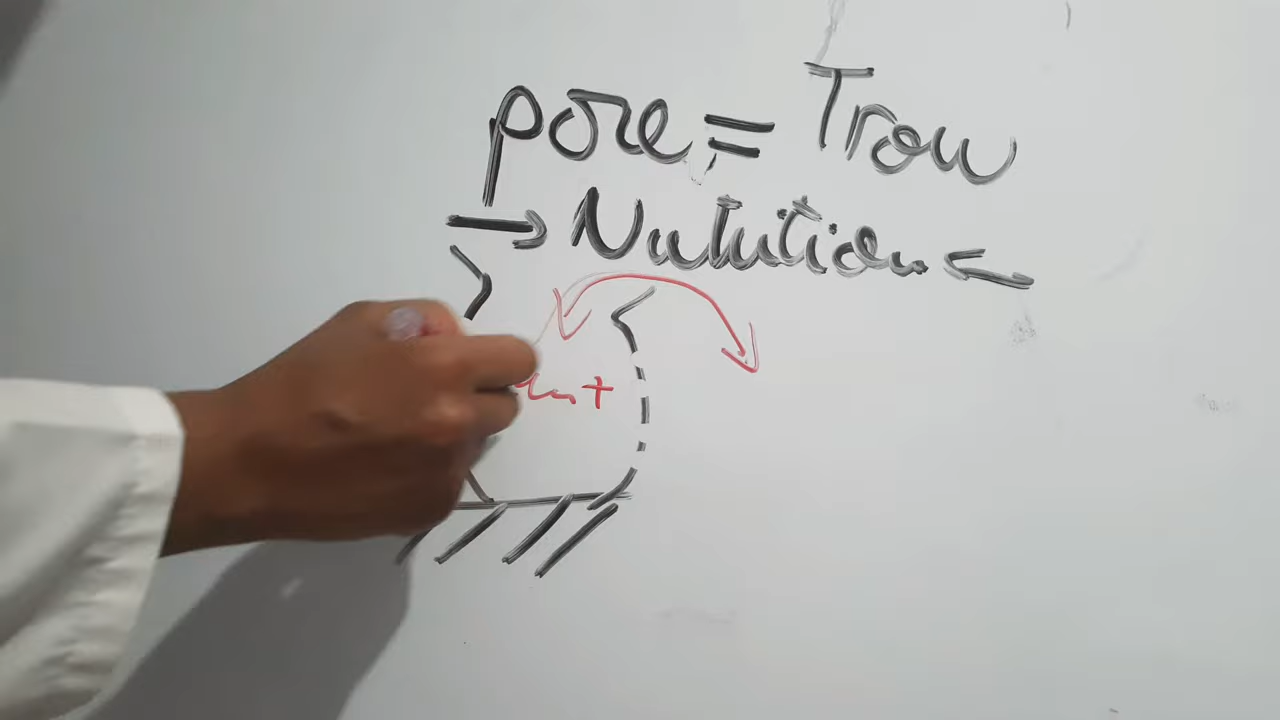 pore = Trou
→ Nutrition ←